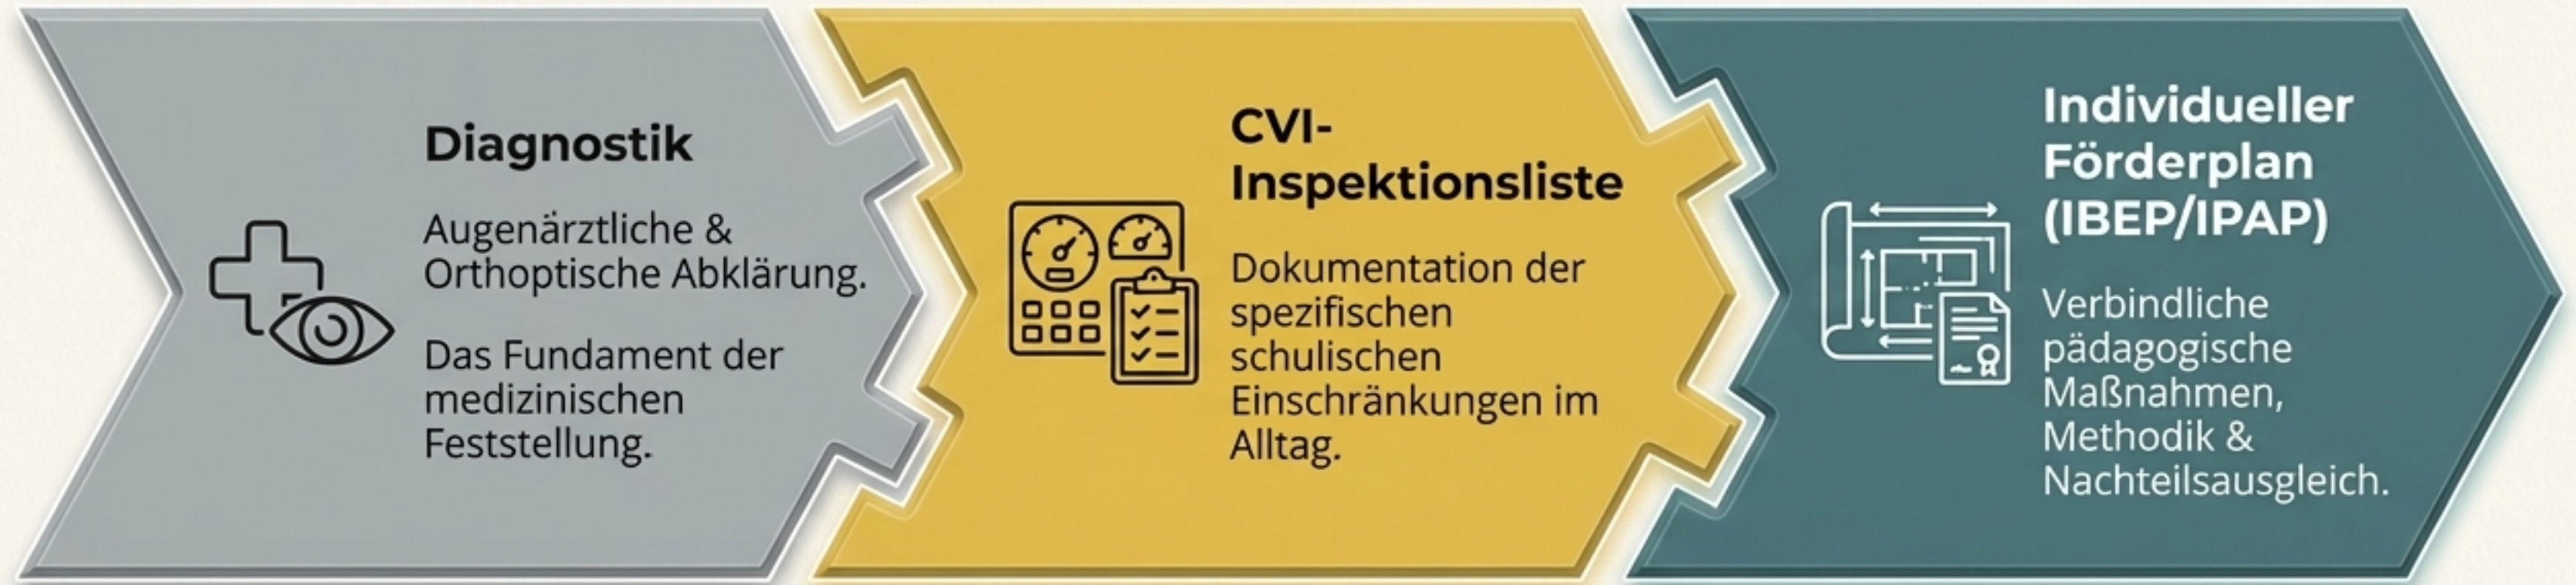 Diagnostik
Augenärztliche &
Orthoptische Abklärung.
Das Fundament der
medizinischen
Feststellung.
CVI-
Inspektionsliste
Dokumentation der
spezifischen
schulischen
Einschränkungen im
Alltag.
Individueller
Förderplan
(IBEP/IPAP)
Verbindliche
pädagogische
Maßnahmen,
Methodik &
Nachteilsausgleich.